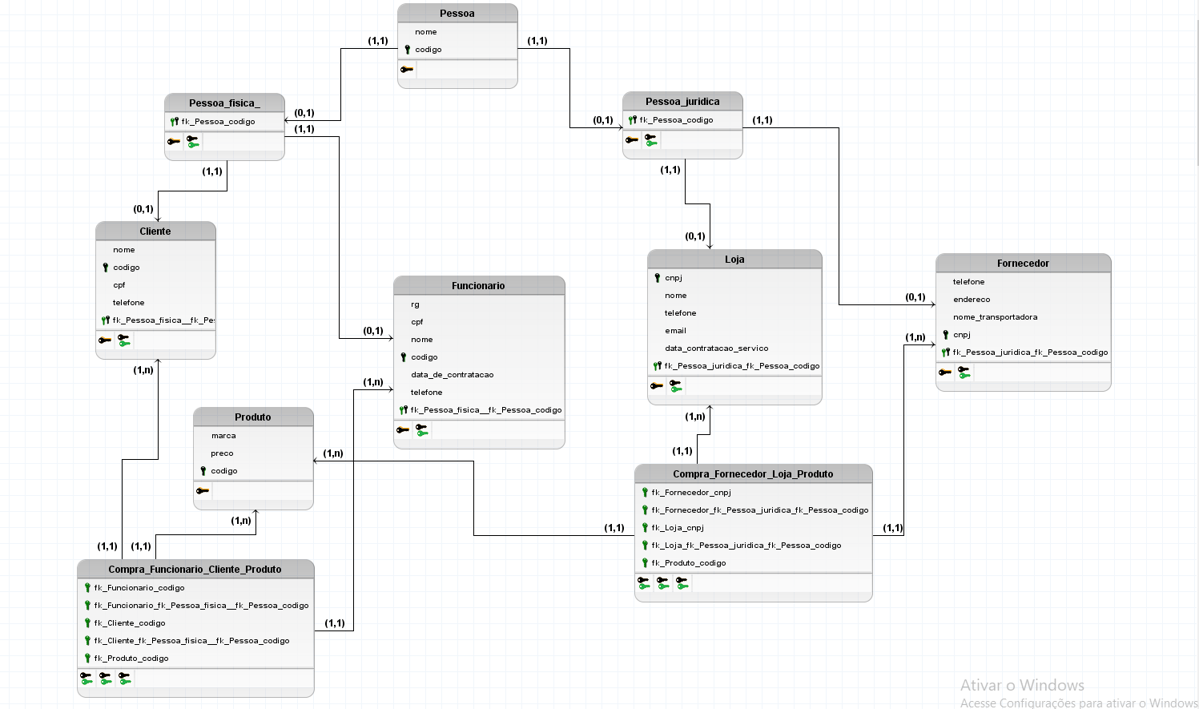 Pessoa
nome
codigo
(1,1)
(1,1)
Pessoa_fisica_
fk_Pessoa_codigo
(0,1)
(1,1)
(1,1)
Pessoa_juridica
fk_Pessoa_codigo
(0,1)
(1,1)
(1,1)
(0,1)
Cliente
nome
codigo
cpf
telefone
fk_Pessoa_fisica__fk_Pe
(1,n)
(0,1)
Funcionario
rg
cpf
nome
codigo
data_de_contratacao
telefone
fk_Pessoa_fisica__fk_Pessoa_codigo
(0,1)
(1,n)
Loja
cnpj
nome
telefone
email
data_contratacao_servico
fk_Pessoa_juridica_fk_Pessoa_codigo
(0,1)
(1,n)
Fornecedor
telefone
endereco
nome_transportadora
cnpj
fk_Pessoa_juridica_fk_Pessoa_codigo
(0,1)
(1,n)
Produto
marca
preco
codigo
(1,n)
(1,n)
(1,1)
Compra_Fornecedor_Loja_Produto
fk_Fornecedor_cnpj
fk_Fornecedor_fk_Pessoa_juridica_fk_Pessoa_codigo
fk_Loja_cnpj
fk_Loja_fk_Pessoa_juridica_fk_Pessoa_codigo
fk_Produto_codigo
(1,1)
(1,1)
(1,1)
(1,1)
Compra_Funcionario_Cliente_Produto
fk_Funcionario_codigo
fk_Funcionario_fk_Pessoa_fisica__fk_Pessoa_codigo
fk_Cliente_codigo
fk_Cliente_fk_Pessoa_fisica__fk_Pessoa_codigo
fk_Produto_codigo
(1,1)
Ativar o Windows
Acesse Configurações para ativar o Windows